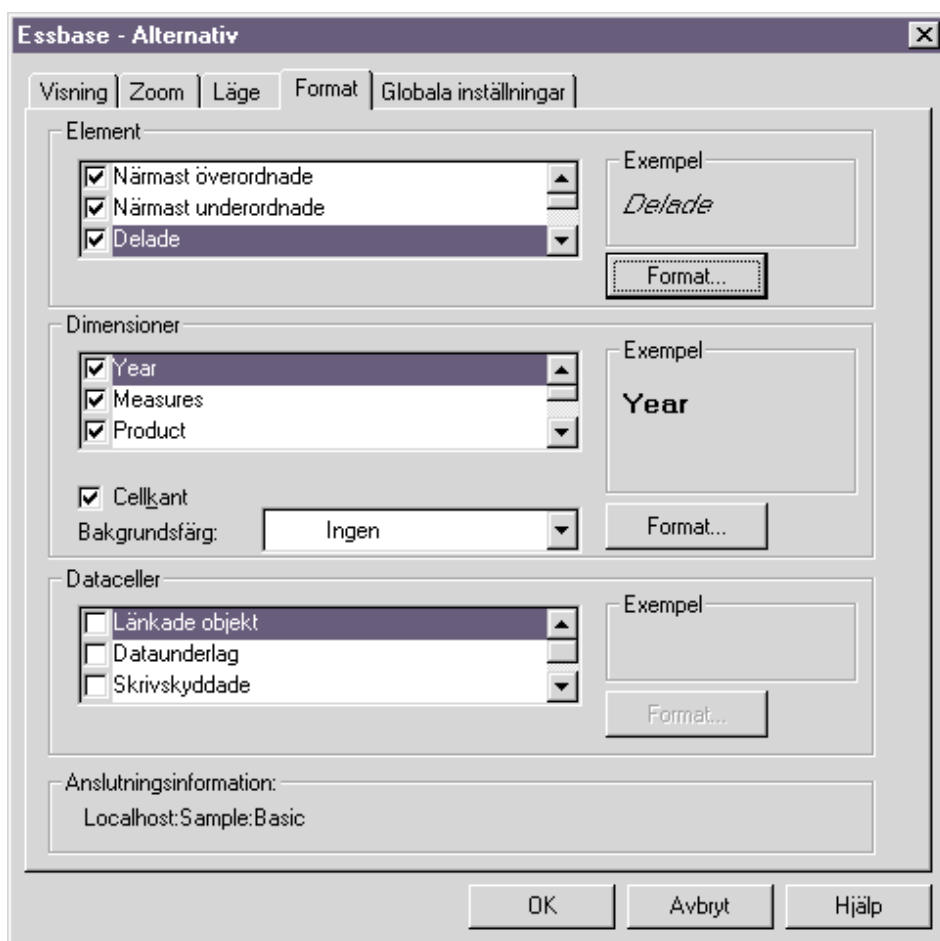 Essbase - Alternativ
Visning Zoom Läge Format Globala inställningar
Element
Närmast överordnade
Närmast underordnade
Delade
Exempel
Delade
Format...
Dimensioner
Year
Measures
Product
Exempel
Year
Cellkant
Bakgrundsfärg: Ingen
Format...
Dataceller
Länkade objekt
Dataunderlag
Skrivskyddade
Exempel
Format...
Anslutningsinformation:
Localhost:Sample:Basic
OK Avbryt Hjälp